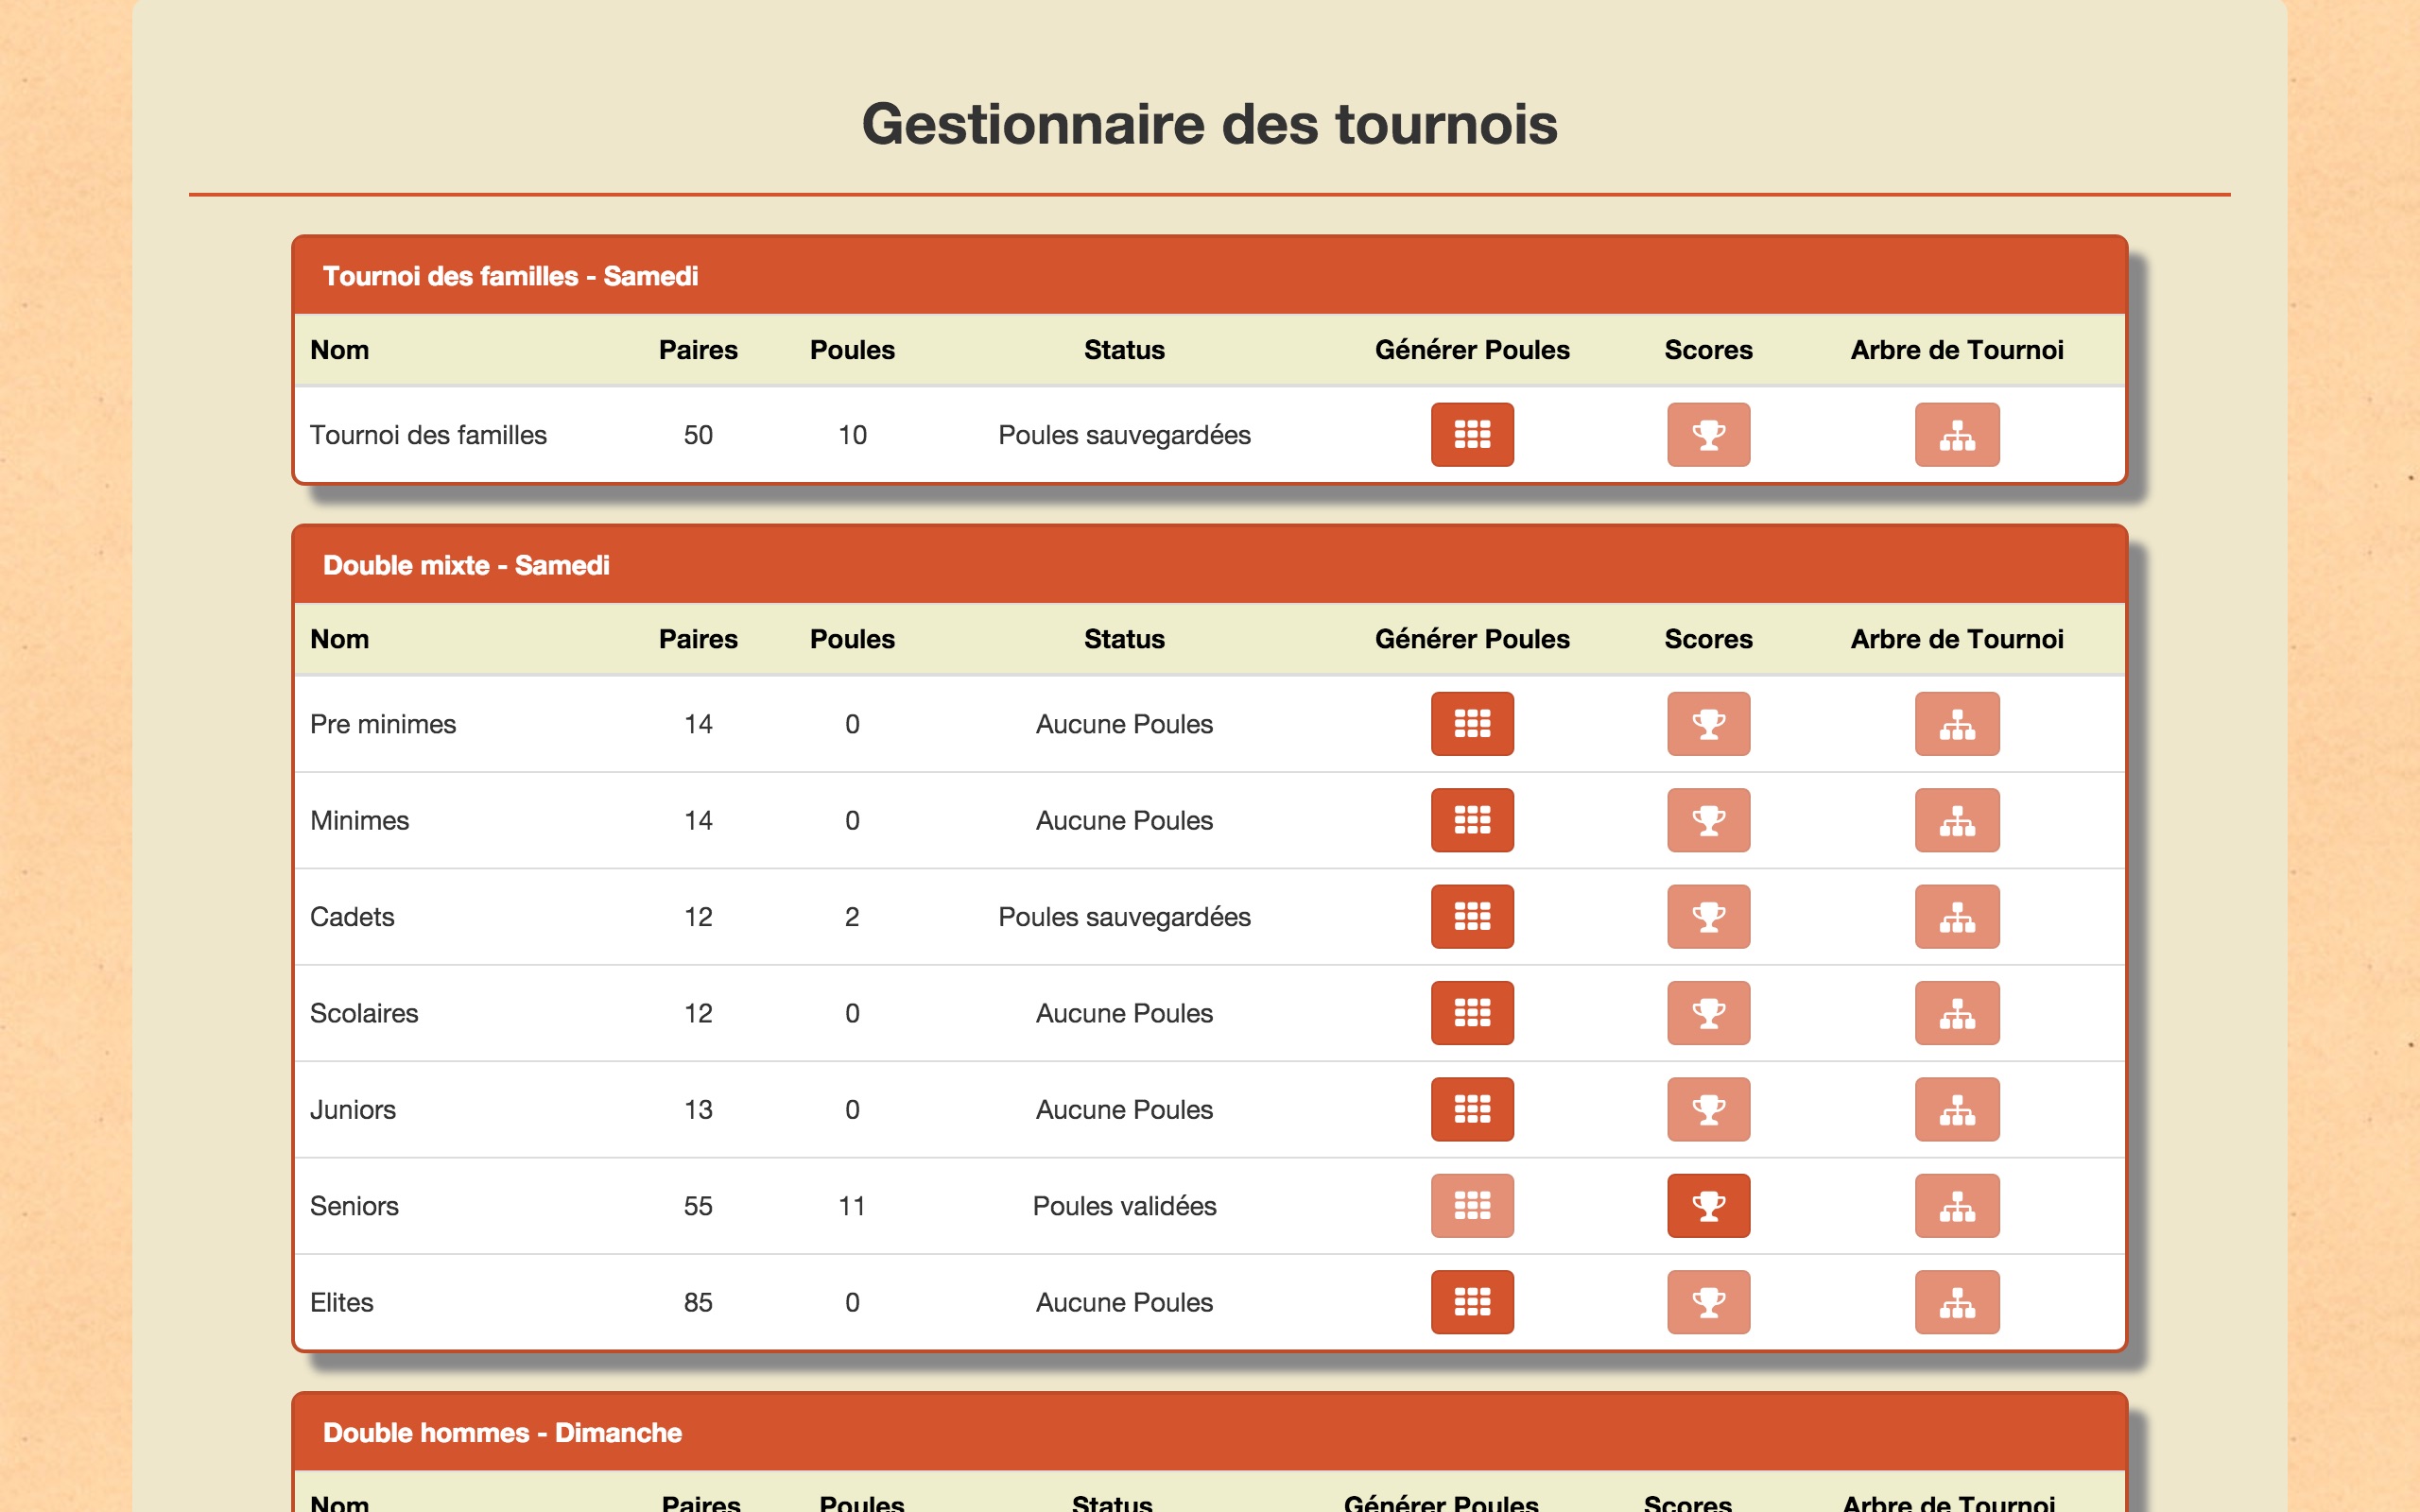 Gestionnaire des tournois
Tournoi des familles - Samedi
Nom Paires Poules Status Générer Poules Scores Arbre de Tournoi
Tournoi des familles 50 10 Poules sauvegardées
Double mixte - Samedi
Nom Paires Poules Status Générer Poules Scores Arbre de Tournoi
Pre minimes 14 0 Aucune Poules
Minimes 14 0 Aucune Poules
Cadets 12 2 Poules sauvegardées
Scolaires 12 0 Aucune Poules
Juniors 13 0 Aucune Poules
Seniors 55 11 Poules validées
Elites 85 0 Aucune Poules
Double hommes - Dimanche
Nom Paires Poules Status Générer Poules Scores Arbre de Tournoi